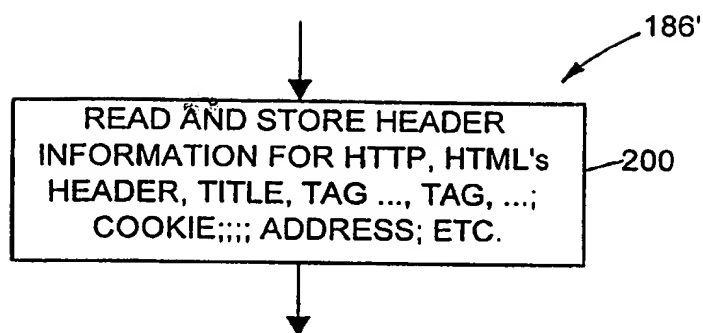 186'
READ AND STORE HEADER
INFORMATION FOR HTTP, HTML's
HEADER, TITLE, TAG ..., TAG, ...;
COOKIE;;;; ADDRESS; ETC.
200